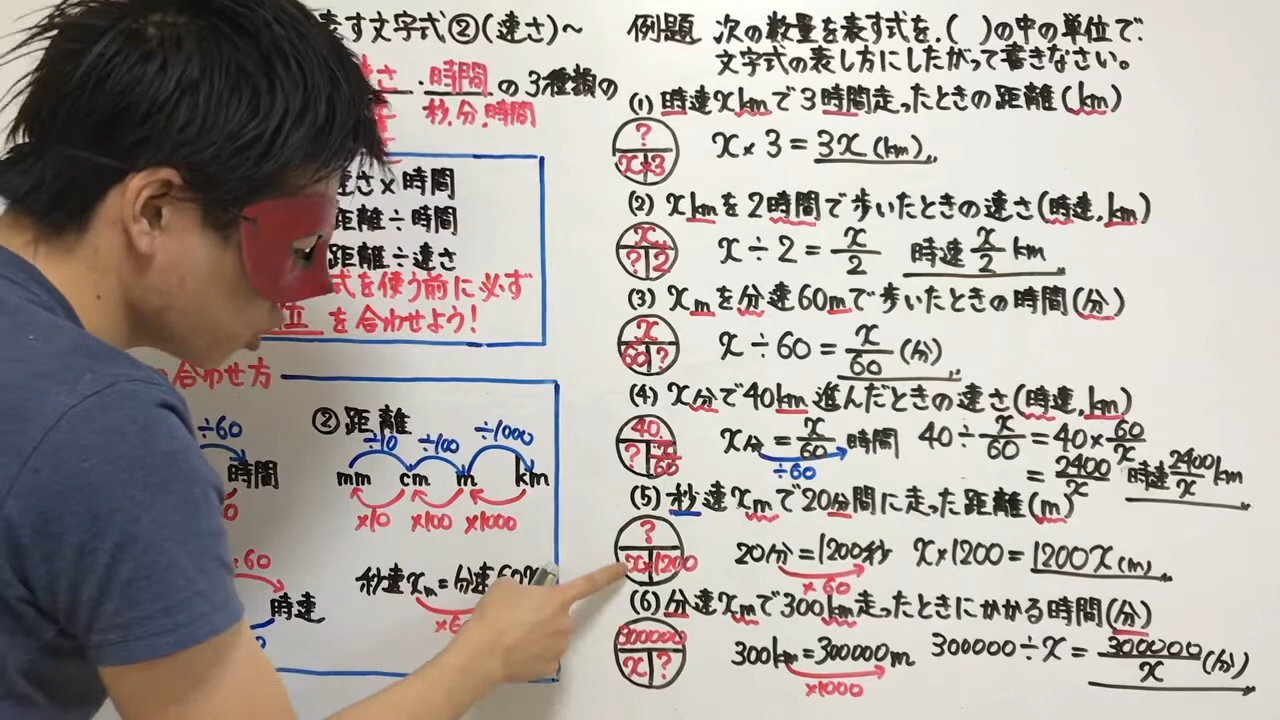 表す文字式②(速さ)～
速さ・時間の3種類の
秒.分.時間
速さ×時間
距離÷時間
距離÷速さ
式を使う前に必ず
を合わせよう!
の合わせ方
÷60
時間
②距離
÷10 ÷100 ÷1000
mm cm m km
×10 ×100 ×1000
×60
時速
秒速xm=分速60x
例題 次の数量を表す式を、( )の中の単位で、
文字式の表し方にしたがって書きなさい。
(1) 時速xkmで3時間走ったときの距離(km)
?
x×3
x×3=3x(km)
(2) xkmを2時間で歩いたときの速さ(時速.km)
x
? 2
x÷2=x/2 時速x/2km
(3) xmを分速60mで歩いたときの時間(分)
x
60 ?
x÷60=x/60(分)
(4) x分で40km進んだときの速さ(時速.km)
40
? x/60
x分=x/60時間 40÷x/60=40×60/x
÷60
=2400/x 時速2400/xkm
(5) 秒速xmで20分間に走った距離(m)
?
x×1200
20分=1200秒 x×1200=1200x(m)
×60
(6) 分速xmで300km走ったときにかかる時間(分)
300000
x ?
300km=300000m 300000÷x=300000/x(分)
×1000